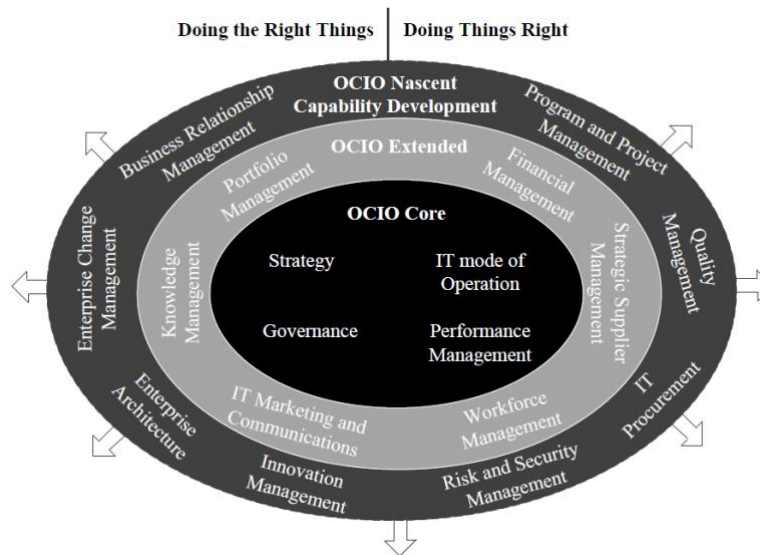 Doing the Right Things
Doing Things Right
OCIO Nascent
Capability Development
Business Relationship
Management
Program and Project
Management
OCIO Extended
Portfolio
Management
Financial
Management
OCIO Core
Enterprise Change
Management
Knowledge
Management
Strategy
IT mode of
Operation
Strategic Supplier
Management
Quality
Management
Governance
Performance
Management
Enterprise
Architecture
IT Marketing and
Communications
Workforce
Management
IT
Procurement
Innovation
Management
Risk and Security
Management